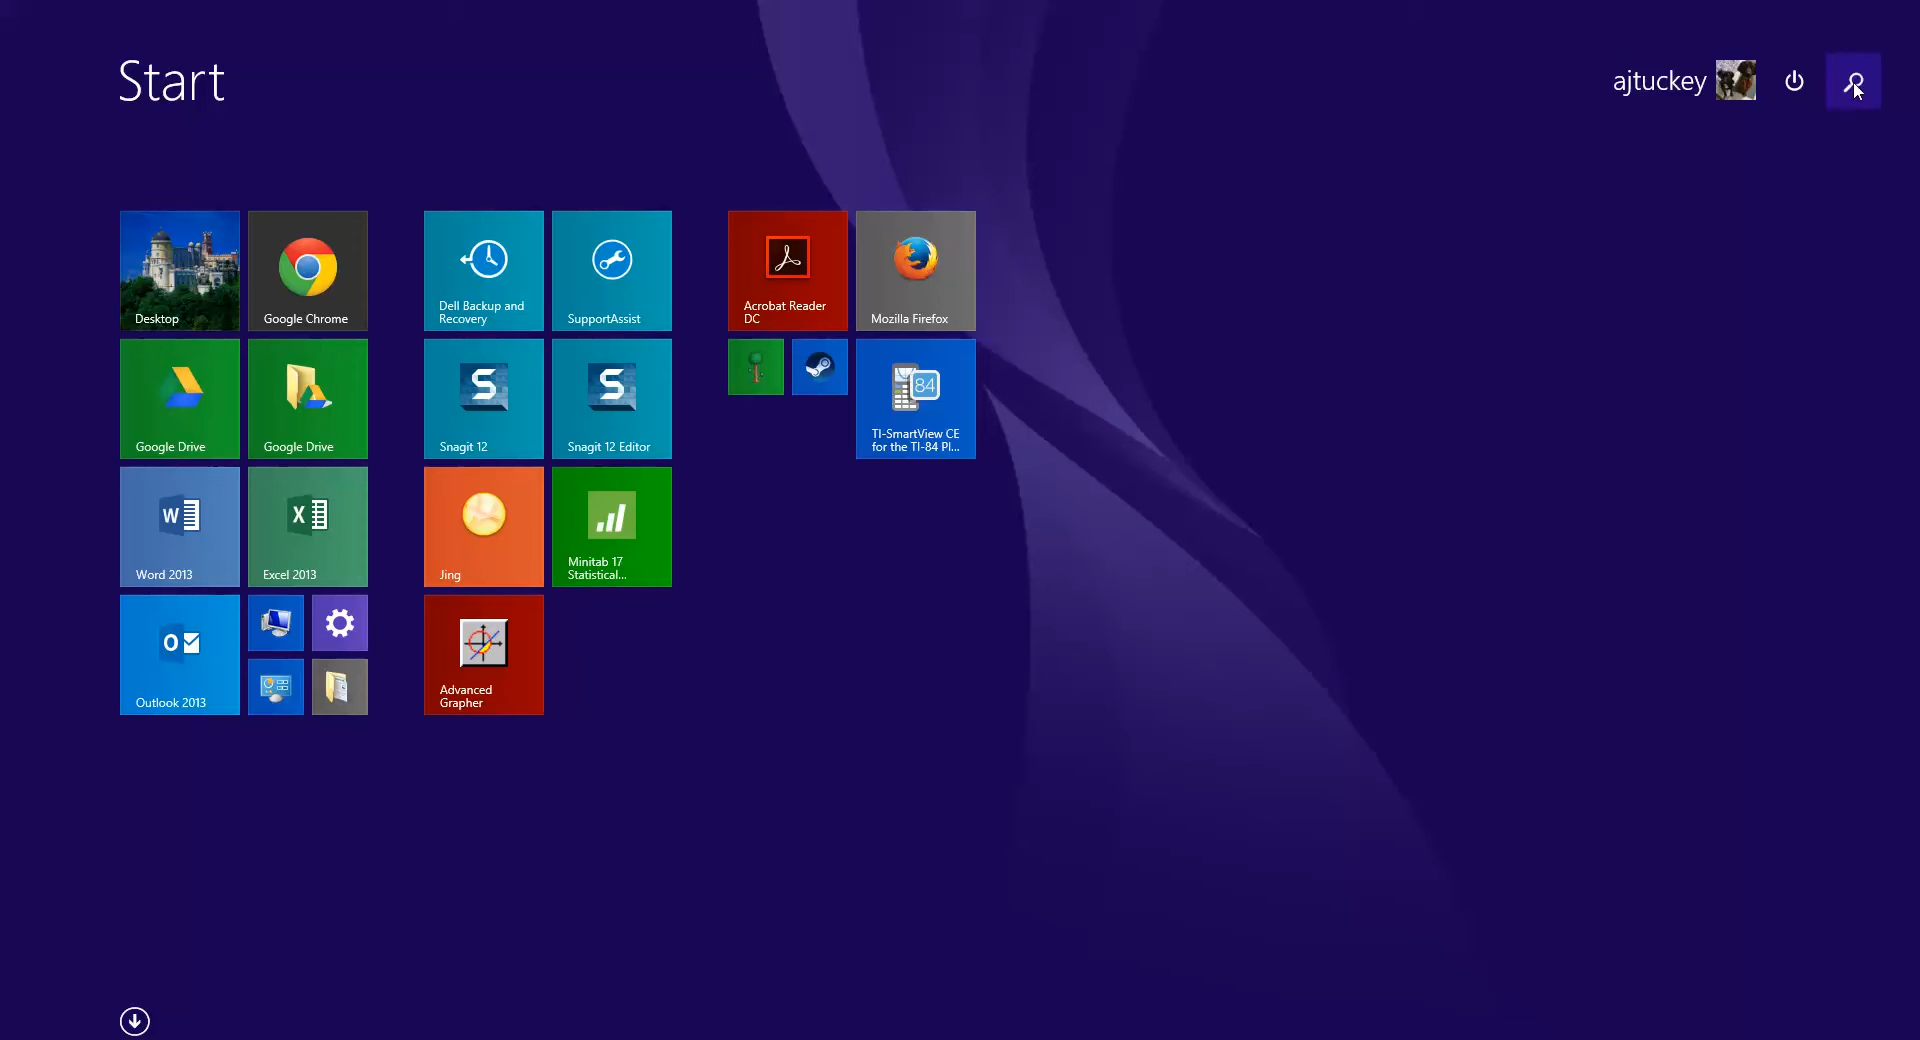 Start
ajtuckey
Desktop
Google Chrome
Dell Backup and
Recovery
SupportAssist
Acrobat Reader
DC
Mozilla Firefox
Google Drive
Google Drive
Snagit 12
Snagit 12 Editor
84
TI-SmartView CE
for the TI-84 Pl...
Word 2013
Excel 2013
Jing
Minitab 17
Statistical...
Outlook 2013
Advanced
Grapher